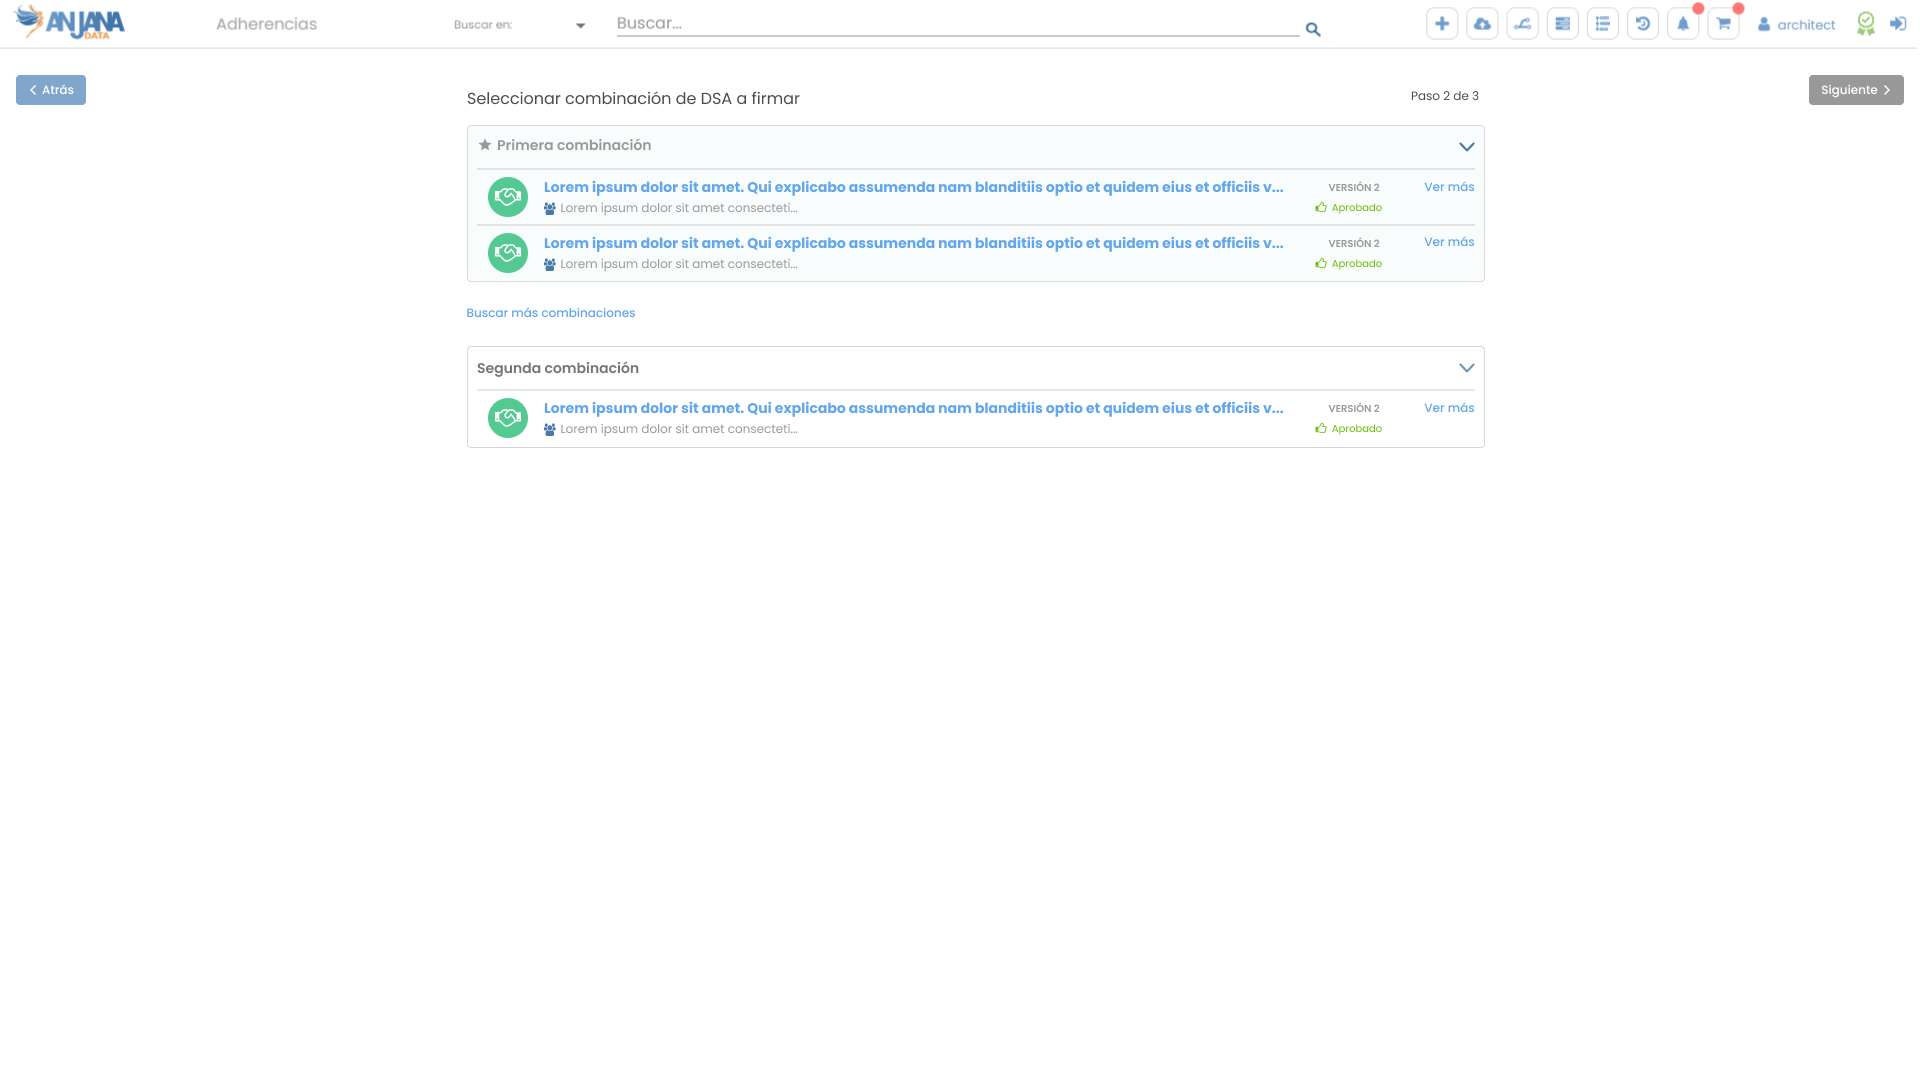 ANJANA DATA
Adherencias
Buscar en:
Buscar...
architect
Atrás
Siguiente
Seleccionar combinación de DSA a firmar
Paso 2 de 3
Primera combinación
Lorem ipsum dolor sit amet. Qui explicabo assumenda nam blanditiis optio et quidem eius et officiis v...
VERSIÓN 2
Ver más
Lorem ipsum dolor sit amet consecteti...
Aprobado
Lorem ipsum dolor sit amet. Qui explicabo assumenda nam blanditiis optio et quidem eius et officiis v...
VERSIÓN 2
Ver más
Lorem ipsum dolor sit amet consecteti...
Aprobado
Buscar más combinaciones
Segunda combinación
Lorem ipsum dolor sit amet. Qui explicabo assumenda nam blanditiis optio et quidem eius et officiis v...
VERSIÓN 2
Ver más
Lorem ipsum dolor sit amet consecteti...
Aprobado